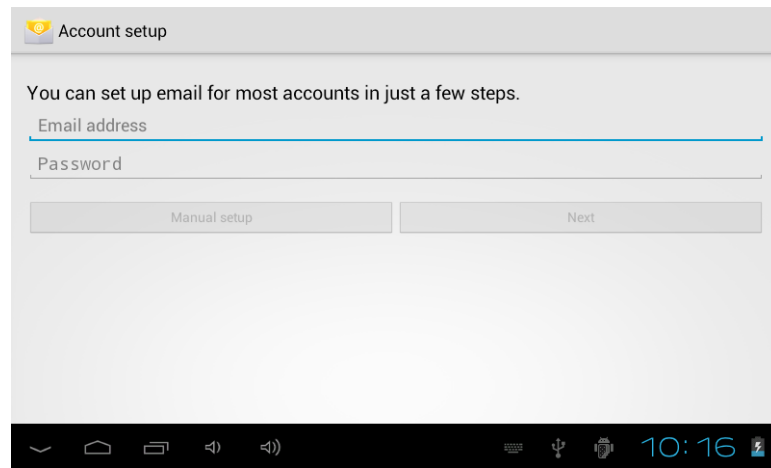 Account setup
You can set up email for most accounts in just a few steps.
Email address
Password
Manual setup Next
10:16